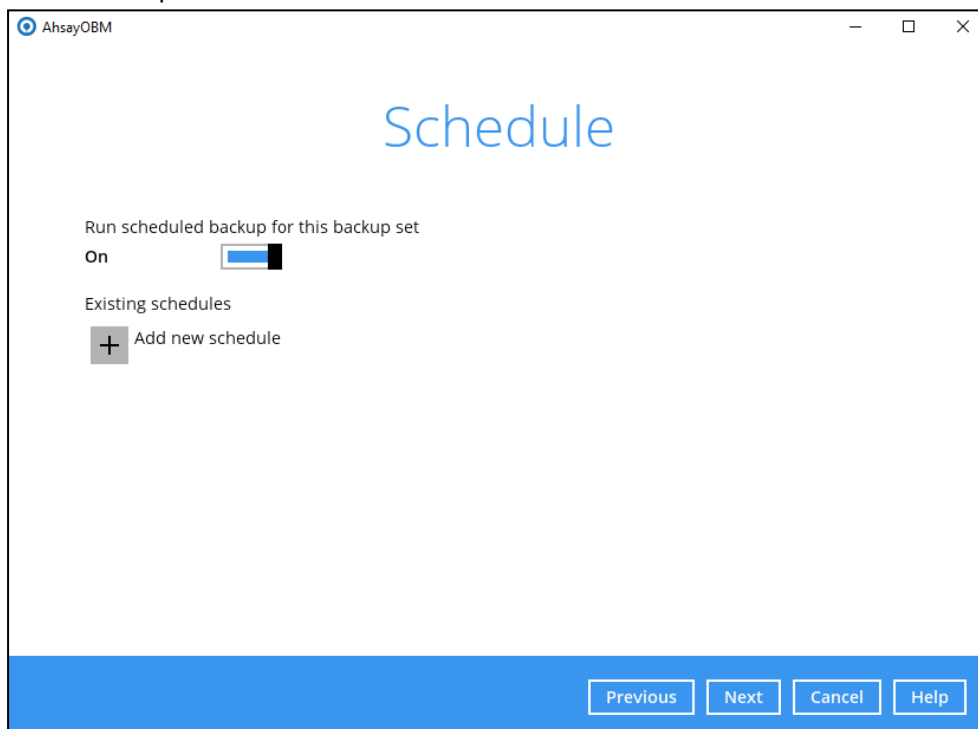 AhsayOBM
Schedule
Run scheduled backup for this backup set
On
Existing schedules
Add new schedule
Previous Next Cancel Help